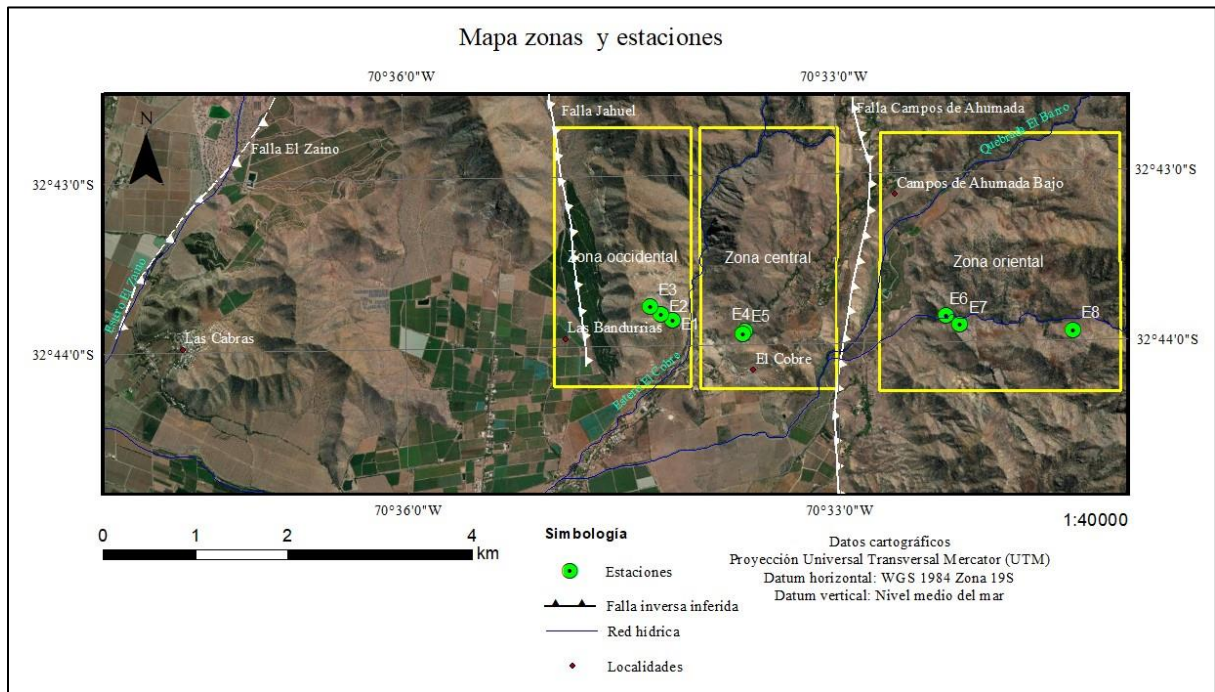 Mapa zonas y estaciones
70°36'0"W
70°33'0"W
N
Falla Jahuel
Falla Campos de Ahumada
Quebrada El Barro
Falla El Zaino
32°43'0"S
32°43'0"S
Campos de Ahumada Bajo
Zona occidental
Zona central
Zona oriental
Estero El Zaino
E3
E2
E1
E4
E5
E6
E7
E8
Las Bandurrias
Las Cabras
32°44'0"S
32°44'0"S
El Cobre
Estero El Cobre
70°36'0"W
70°33'0"W
1:40000
0 1 2 4
km
Simbología
Estaciones
Falla inversa inferida
Red hidrica
Localidades
Datos cartográficos
Proyección Universal Transversal Mercator (UTM)
Datum horizontal: WGS 1984 Zona 19S
Datum vertical: Nivel medio del mar